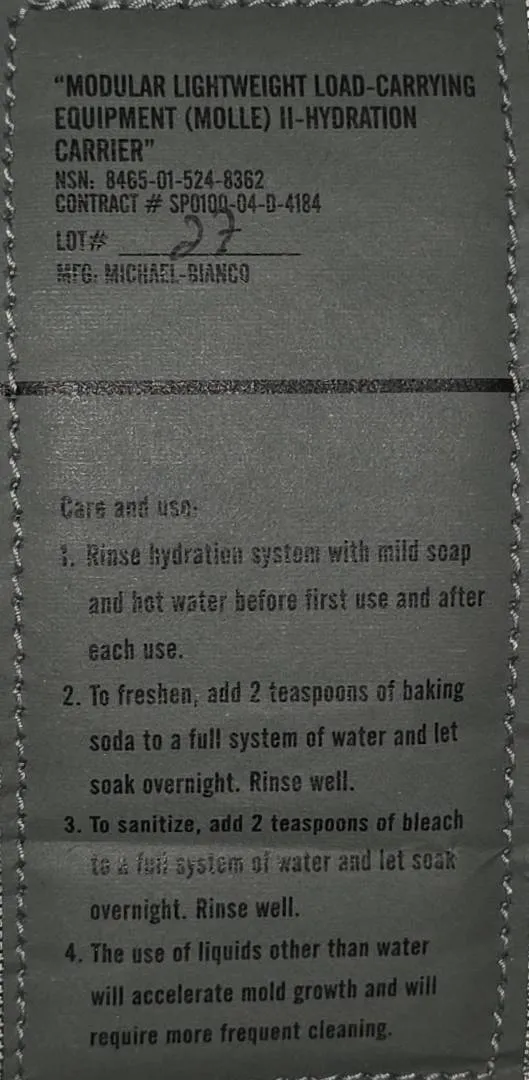 "MODULAR LIGHTWEIGHT LOAD-CARRYING
EQUIPMENT (MOLLE) II-HYDRATION
CARRIER"
NSN: 8465-01-524-8362
CONTRACT # SPO100-04-D-4184
LOT# 27
MFG: MICHAEL-BIANCO
Care and use:
1. Rinse hydration system with mild soap
and hot water before first use and after
each use.
2. To freshen, add 2 teaspoons of baking
soda to a full system of water and let
soak overnight. Rinse well.
3. To sanitize, add 2 teaspoons of bleach
to a full system of water and let soak
overnight. Rinse well.
4. The use of liquids other than water
will accelerate mold growth and will
require more frequent cleaning.